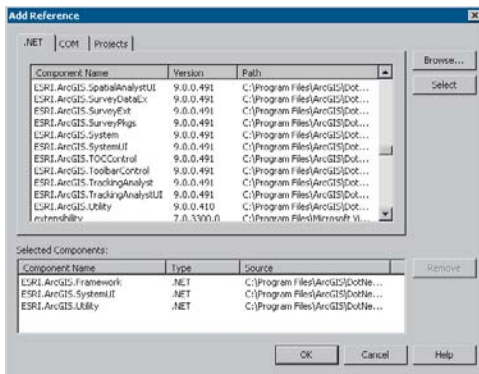 Add Reference
.NET COM Projects
Browse...
Select
Component Name Version Path
ESRI.ArcGIS.SpatialAnalystUI 9.0.0.491 C:\Program Files\ArcGIS\Dot...
ESRI.ArcGIS.SurveyDataEx 9.0.0.491 C:\Program Files\ArcGIS\Dot...
ESRI.ArcGIS.SurveyExt 9.0.0.491 C:\Program Files\ArcGIS\Dot...
ESRI.ArcGIS.SurveyPkgs 9.0.0.491 C:\Program Files\ArcGIS\Dot...
ESRI.ArcGIS.System 9.0.0.491 C:\Program Files\ArcGIS\Dot...
ESRI.ArcGIS.SystemUI 9.0.0.491 C:\Program Files\ArcGIS\Dot...
ESRI.ArcGIS.TOCControl 9.0.0.491 C:\Program Files\ArcGIS\Dot...
ESRI.ArcGIS.ToolbarControl 9.0.0.491 C:\Program Files\ArcGIS\Dot...
ESRI.ArcGIS.TrackingAnalyst 9.0.0.491 C:\Program Files\ArcGIS\Dot...
ESRI.ArcGIS.TrackingAnalystUI 9.0.0.491 C:\Program Files\ArcGIS\Dot...
ESRI.ArcGIS.Utility 9.0.0.410 C:\Program Files\ArcGIS\Dot...
extensibility 7.0.3300.0 C:\Program Files\Microsoft Vi...
Selected Components:
Component Name Type Source
Remove
ESRI.ArcGIS.Framework .NET C:\Program Files\ArcGIS\DotNe...
ESRI.ArcGIS.SystemUI .NET C:\Program Files\ArcGIS\DotNe...
ESRI.ArcGIS.Utility .NET C:\Program Files\ArcGIS\DotNe...
OK Cancel Help